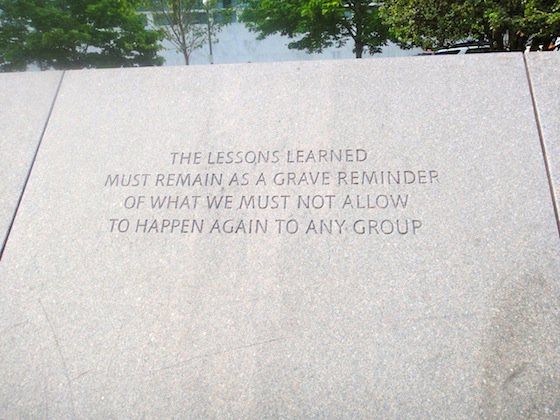 THE LESSONS LEARNED
MUST REMAIN AS A GRAVE REMINDER
OF WHAT WE MUST NOT ALLOW
TO HAPPEN AGAIN TO ANY GROUP